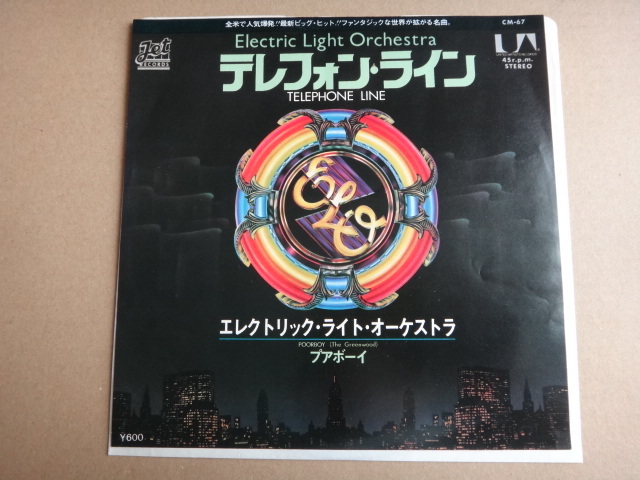 全米で人気爆発!!最新ビッグ・ヒット!!ファンタジックな世界が拡がる名曲。
CM-67
Jet
RECORDS
Electric Light Orchestra
UA
45r.p.m.
STEREO
テレフォン・ライン
TELEPHONE LINE
エレクトリック・ライト・オーケストラ
POORBOY (The Greenwood)
プアボーイ
¥600